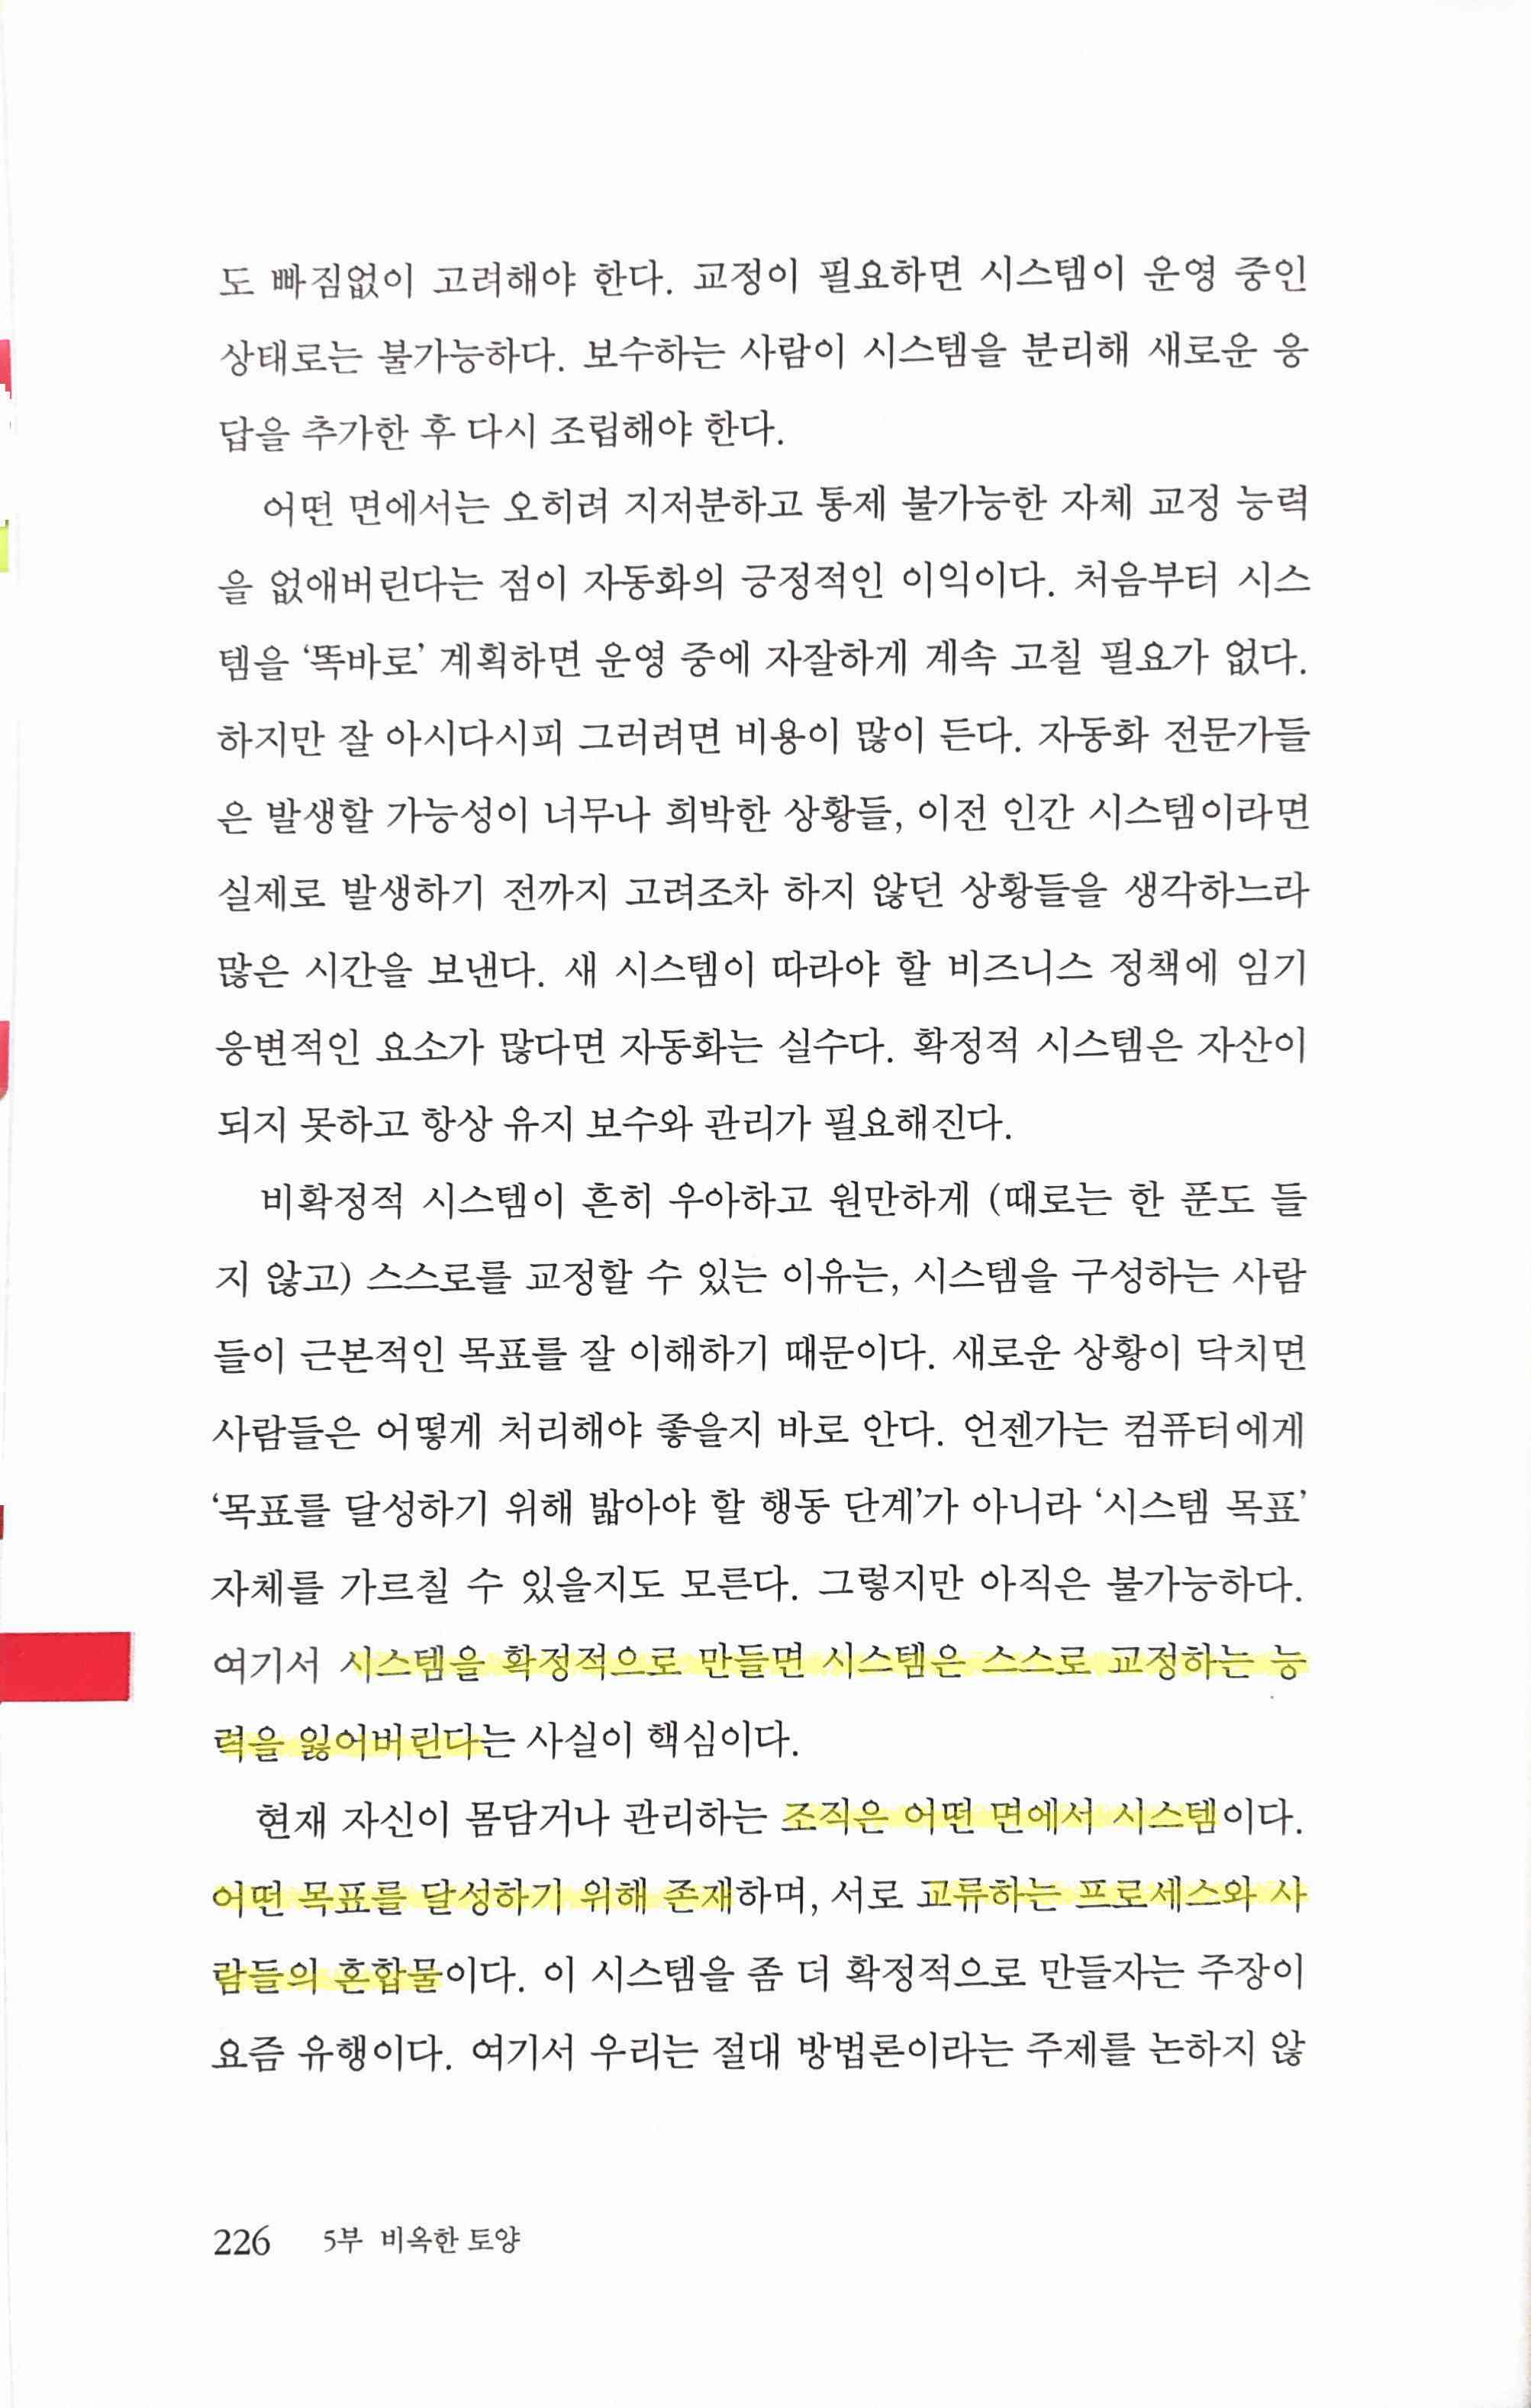 도 빠짐없이 고려해야 한다. 교정이 필요하면 시스템이 운영 중인
상태로는 불가능하다. 보수하는 사람이 시스템을 분리해 새로운 응
답을 추가한 후 다시 조립해야 한다.
어떤 면에서는 오히려 지저분하고 통제 불가능한 자체 교정 능력
을 없애버린다는 점이 자동화의 긍정적인 이익이다. 처음부터 시스
템을 ‘똑바로’ 계획하면 운영 중에 자잘하게 계속 고칠 필요가 없다.
하지만 잘 아시다시피 그러려면 비용이 많이 든다. 자동화 전문가들
은 발생할 가능성이 너무나 희박한 상황들, 이전 인간 시스템이라면
실제로 발생하기 전까지 고려조차 하지 않던 상황들을 생각하느라
많은 시간을 보낸다. 새 시스템이 따라야 할 비즈니스 정책에 임기
응변적인 요소가 많다면 자동화는 실수다. 확정적 시스템은 자산이
되지 못하고 항상 유지 보수와 관리가 필요해진다.
비확정적 시스템이 흔히 우아하고 원만하게 (때로는 한 푼도 들
지 않고) 스스로를 교정할 수 있는 이유는, 시스템을 구성하는 사람
들이 근본적인 목표를 잘 이해하기 때문이다. 새로운 상황이 닥치면
사람들은 어떻게 처리해야 좋을지 바로 안다. 언젠가는 컴퓨터에게
‘목표를 달성하기 위해 밟아야 할 행동 단계’가 아니라 ‘시스템 목표’
자체를 가르칠 수 있을지도 모른다. 그렇지만 아직은 불가능하다.
여기서 시스템을 확정적으로 만들면 시스템은 스스로 교정하는 능
력을 잃어버린다는 사실이 핵심이다.
현재 자신이 몸담거나 관리하는 조직은 어떤 면에서 시스템이다.
어떤 목표를 달성하기 위해 존재하며, 서로 교류하는 프로세스와 사
람들의 혼합물이다. 이 시스템을 좀 더 확정적으로 만들자는 주장이
요즘 유행이다. 여기서 우리는 절대 방법론이라는 주제를 논하지 않
226 5부 비옥한 토양